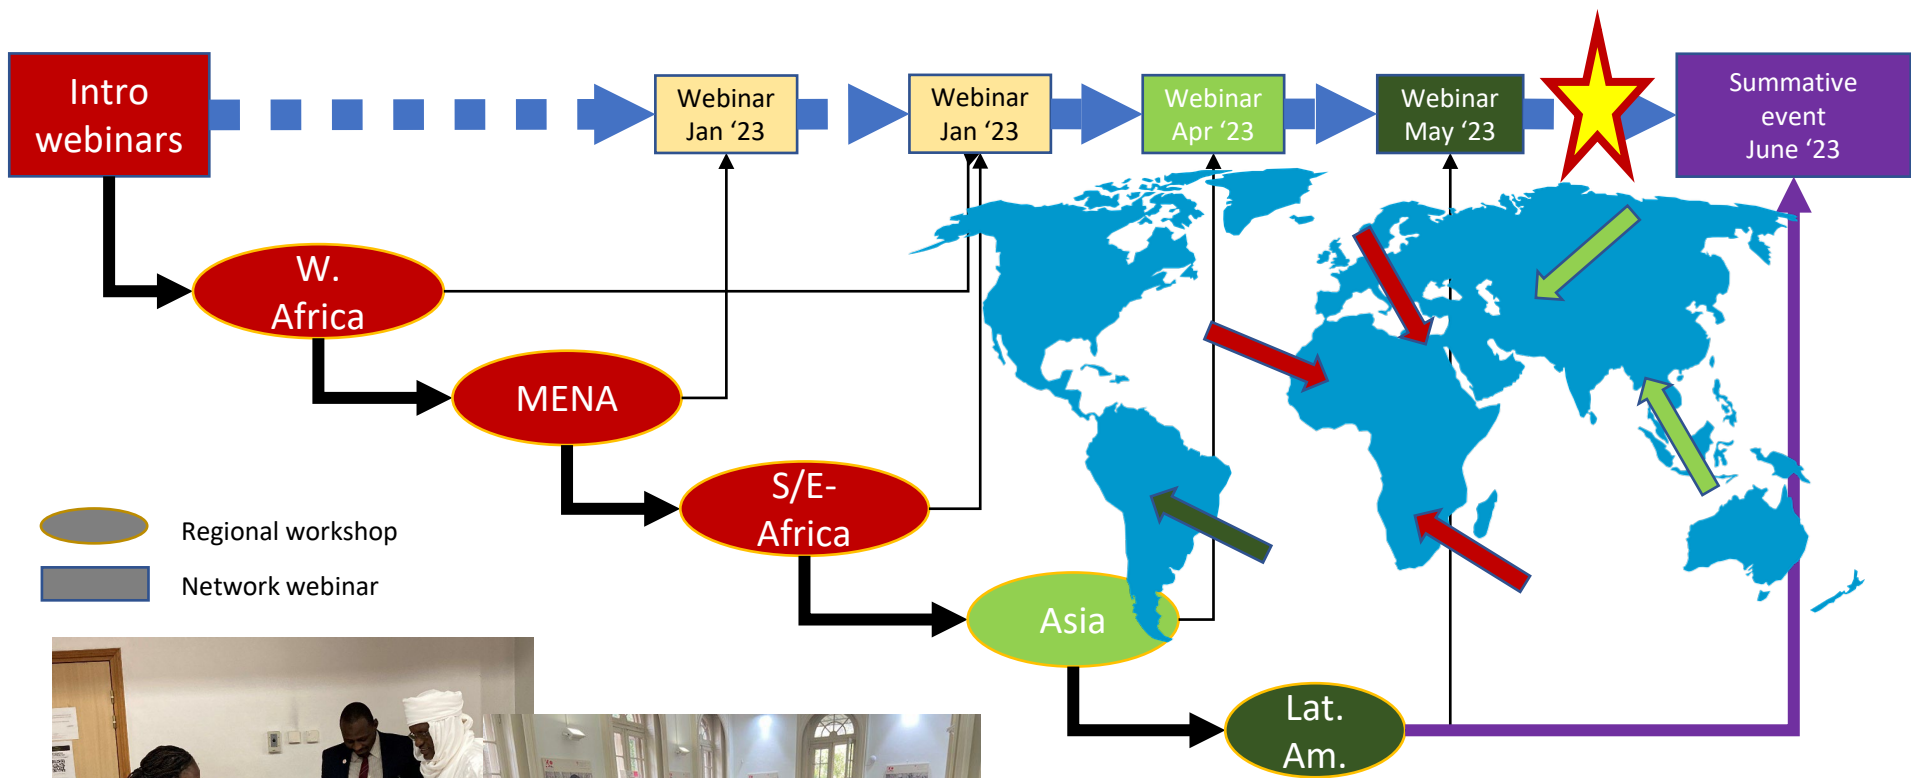 Intro
webinars
Webinar
Jan ‘23
Webinar
Jan ‘23
Webinar
Apr ‘23
Webinar
May ‘23
Summative
event
June ‘23
W.
Africa
MENA
S/E-
Africa
Asia
Lat.
Am.
Regional workshop
Network webinar